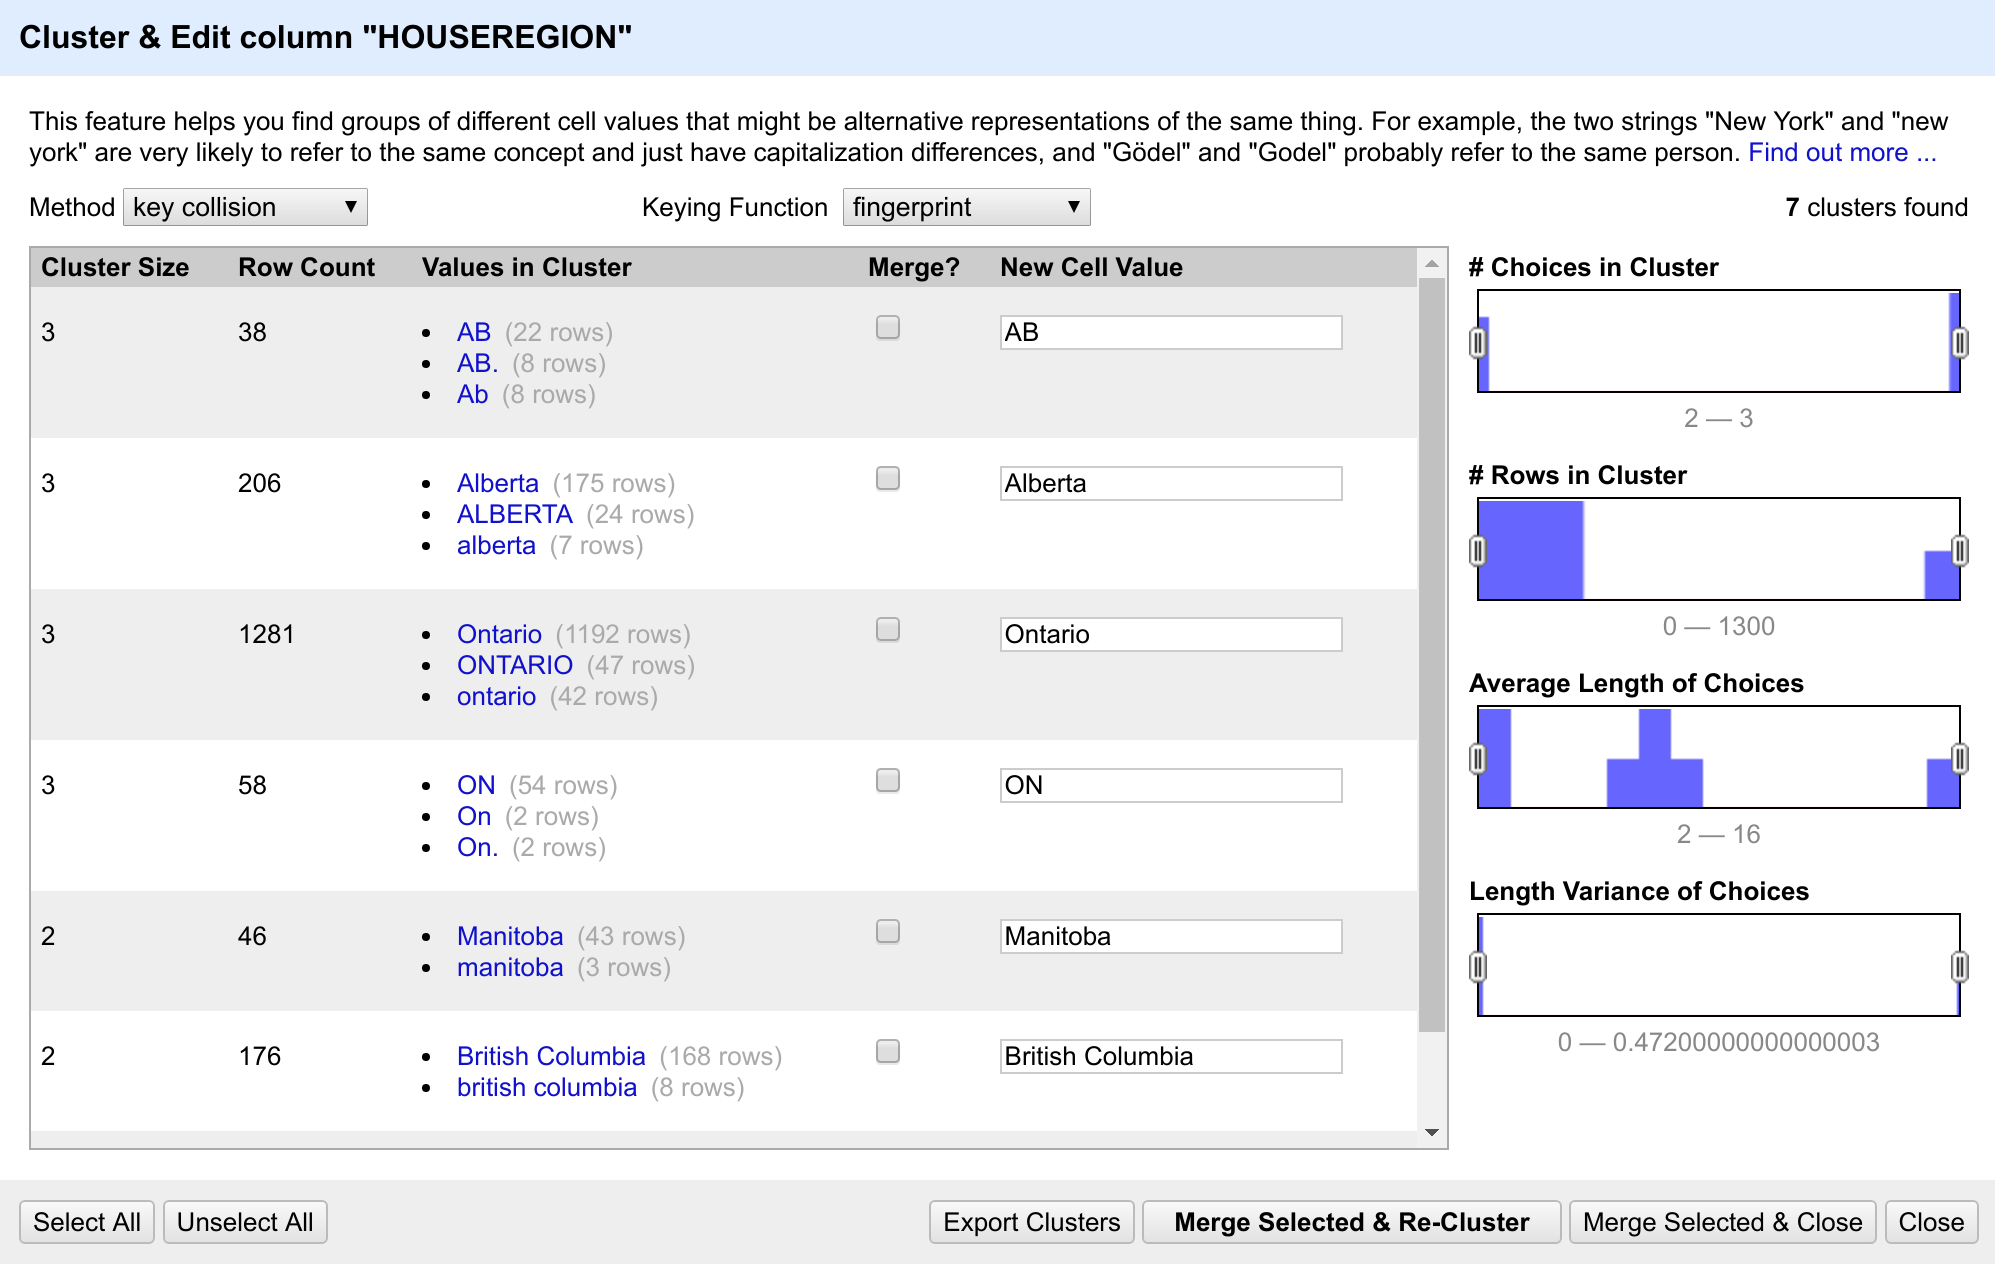 Cluster & Edit column "HOUSEREGION"
This feature helps you find groups of different cell values that might be alternative representations of the same thing. For example, the two strings "New York" and "new
york" are very likely to refer to the same concept and just have capitalization differences, and "Gödel" and "Godel" probably refer to the same person. Find out more ...
Method key collision Keying Function fingerprint 7 clusters found
Cluster Size Row Count Values in Cluster Merge? New Cell Value
3 38 • AB (22 rows) AB
• AB. (8 rows)
• Ab (8 rows)
3 206 • Alberta (175 rows) Alberta
• ALBERTA (24 rows)
• alberta (7 rows)
3 1281 • Ontario (1192 rows) Ontario
• ONTARIO (47 rows)
• ontario (42 rows)
3 58 • ON (54 rows) ON
• On (2 rows)
• On. (2 rows)
2 46 • Manitoba (43 rows) Manitoba
• manitoba (3 rows)
2 176 • British Columbia (168 rows) British Columbia
• british columbia (8 rows)
# Choices in Cluster
2 — 3
# Rows in Cluster
0 — 1300
Average Length of Choices
2 — 16
Length Variance of Choices
0 — 0.47200000000000003
Select All Unselect All Export Clusters Merge Selected & Re-Cluster Merge Selected & Close Close